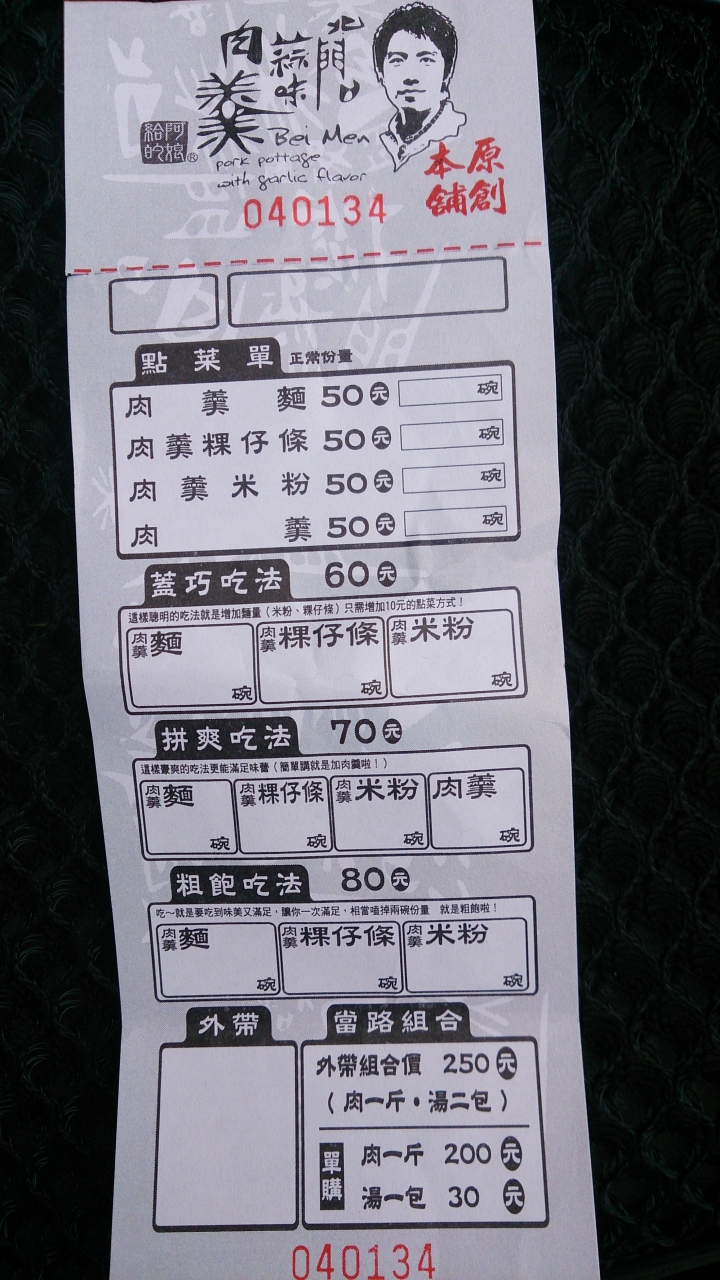 北門口
蒜味
肉羹
阿娘給的®
Bei Men
pork pottage
with garlic flavor
原創本舖
040134
點菜單 正常份量
肉羹麵 50元 碗
肉羹粿仔條 50元 碗
肉羹米粉 50元 碗
肉羹 50元 碗
蓋巧吃法 60元
這樣聰明的吃法就是增加麵量（米粉、粿仔條）只需增加10元的點菜方式！
肉羹麵 碗 肉羹粿仔條 碗 肉羹米粉 碗
拼爽吃法 70元
這樣豪爽的吃法更能滿足味蕾（簡單講就是加肉羹啦！）
肉羹麵 碗 肉羹粿仔條 碗 肉羹米粉 碗 肉羹 碗
粗飽吃法 80元
吃～就是要吃到味美又滿足，讓你一次滿足，相當嗑掉兩碗份量 就是粗飽啦！
肉羹麵 碗 肉羹粿仔條 碗 肉羹米粉 碗
外帶 當路組合
外帶組合價 250元
（肉一斤・湯二包）
單購
肉一斤 200元
湯一包 30元
040134